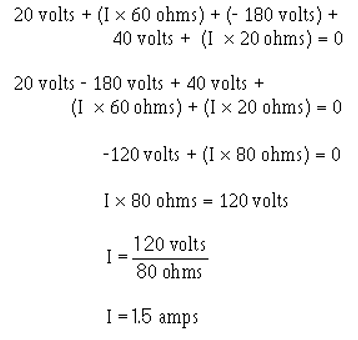 20 volts + (I × 60 ohms) + (- 180 volts) +
40 volts + (I × 20 ohms) = 0
20 volts - 180 volts + 40 volts +
(I × 60 ohms) + (I × 20 ohms) = 0
-120 volts + (I × 80 ohms) = 0
I × 80 ohms = 120 volts
I = 120 volts
80 ohms
I = 1.5 amps